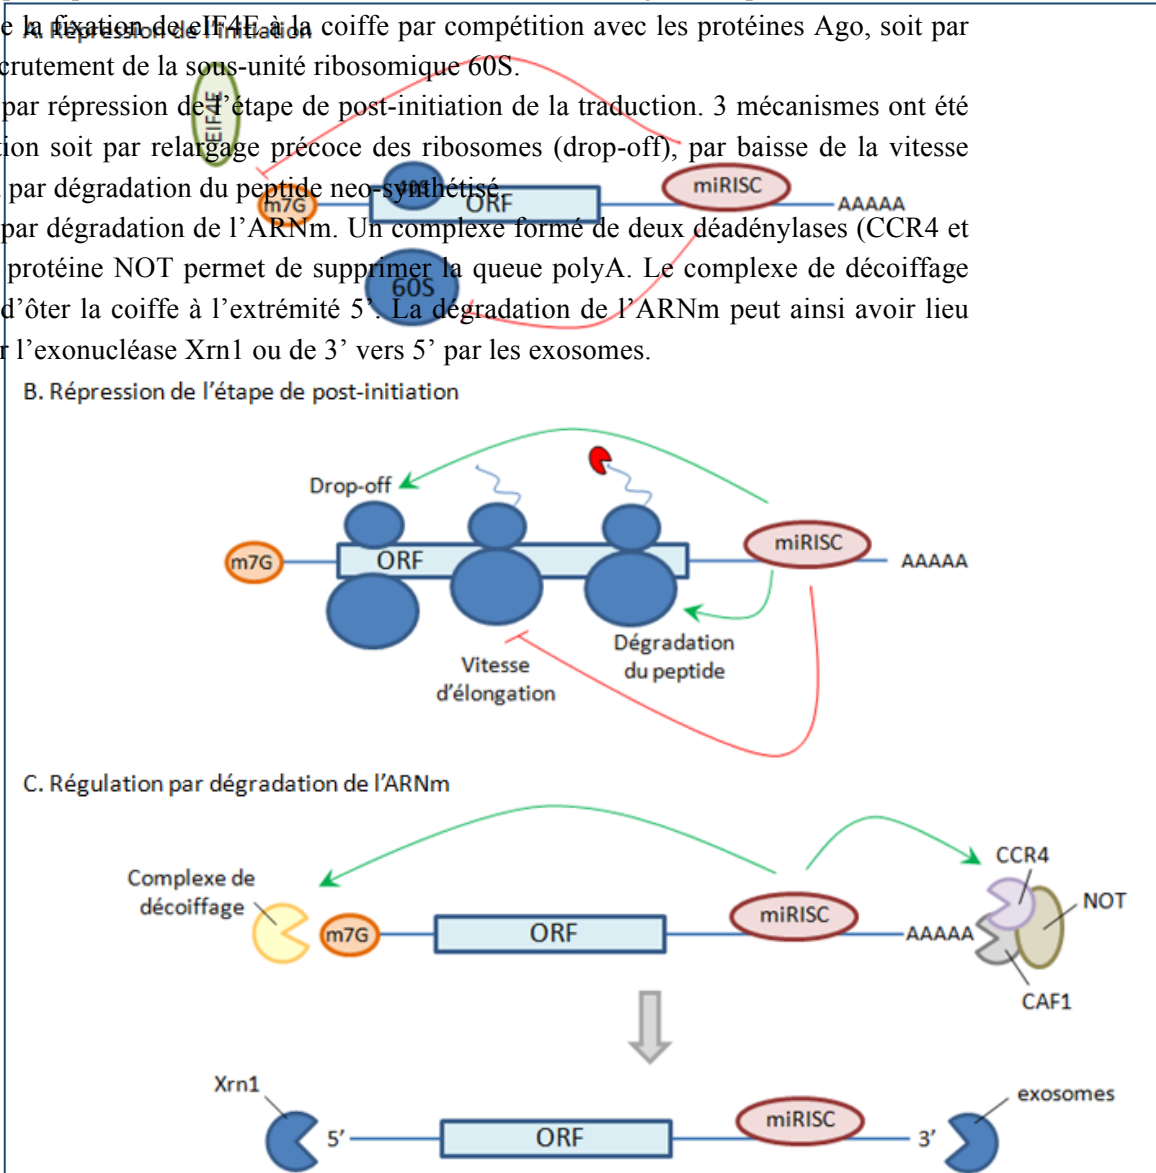 e la fixation de eIF4E à la coiffe par compétition avec les protéines Ago, soit par
A. Répression de l’initiation
crutement de la sous-unité ribosomique 60S.
eEIF4E
par répression de l’étape de post-initiation de la traduction. 3 mécanismes ont été
tion soit par relargage précoce des ribosomes (drop-off), par baisse de la vitesse
par dégradation du peptide neo-synthétisé.
miRISC
m7G
40S
ORF
AAAAA
par dégradation de l’ARNm. Un complexe formé de deux déadénylases (CCR4 et
protéine NOT permet de supprimer la queue polyA. Le complexe de décoiffage
60S
d’ôter la coiffe à l’extrémité 5’. La dégradation de l’ARNm peut ainsi avoir lieu
r l’exonucléase Xrn1 ou de 3’ vers 5’ par les exosomes.
B. Répression de l’étape de post-initiation
Drop-off
miRISC
m7G
ORF
AAAAA
Dégradation
du peptide
Vitesse
d’élongation
C. Régulation par dégradation de l’ARNm
CCR4
Complexe de
décoiffage
NOT
miRISC
m7G
ORF
AAAAA
CAF1
Xrn1
exosomes
miRISC
5’
ORF
3’